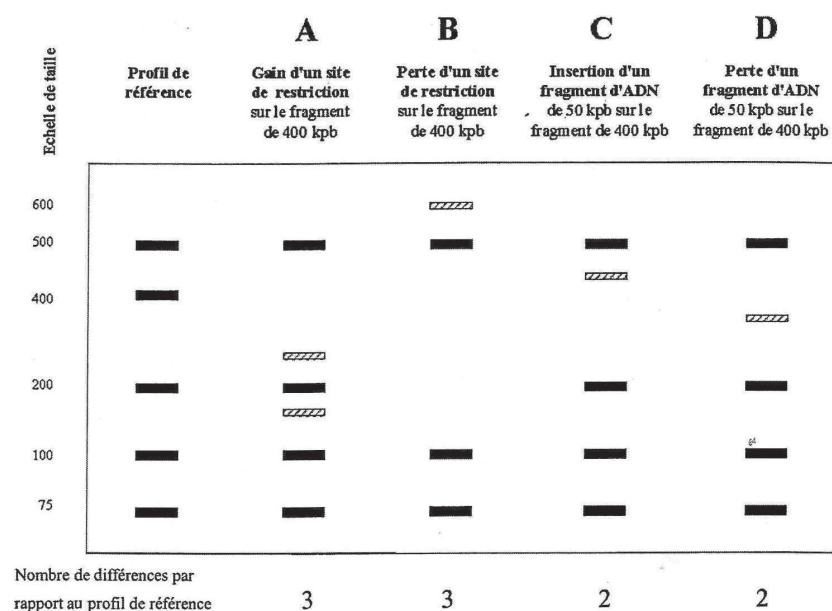 A
B
C
D
Echelle de taille
Profil de
référence
Gain d'un site
de restriction
sur le fragment
de 400 kpb
Perte d'un site
de restriction
sur le fragment
de 400 kpb
Insertion d'un
fragment d'ADN
de 50 kpb sur le
fragment de 400 kpb
Perte d'un
fragment d'ADN
de 50 kpb sur le
fragment de 400 kpb
600
500
400
200
100
75
Nombre de différences par
rapport au profil de référence
3
3
2
2